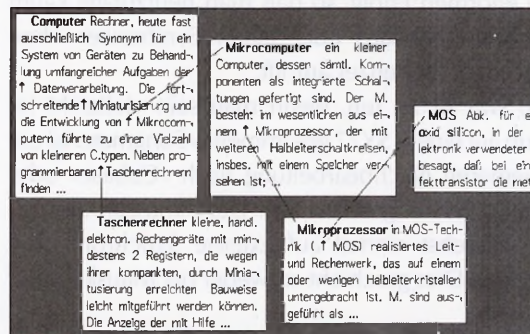 Computer Rechner, heute fast
ausschließlich Synonym für ein
System von Geräten zu Behand-¬
lung umfangreicher Aufgaben der
↑ Datenverarbeitung. Die fort-¬
schreitende ↑ Miniaturisierung und
die Entwicklung von ↑ Mikrocom-¬
putern führte zu einer Vielzahl
von kleineren C.typen. Neben pro-¬
grammierbaren ↑ Taschenrechnern
finden ...
Mikrocomputer ein kleiner
Computer, dessen sämtl. Kom-¬
ponenten als integrierte Schal-¬
tungen gefertigt sind. Der M.
besteht im wesentlichen aus ei-¬
nem ↑ Mikroprozessor, der mit
weiteren Halbleiterschaltkreisen,
insbes. mit einem Speicher ver-¬
sehen ist; ...
MOS Abk. für
oxid silicon, in der
lektronik verwendeter
besagt, daß bei ein
fekttransistor die
Taschenrechner kleine, handl.
elektron. Rechengeräte mit min-¬
destens 2 Registern, die wegen
ihrer kompankten, durch Minia-¬
tusierung erreichten Bauweise
leicht mitgeführt werden können.
Die Anzeige der mit Hilfe ...
Mikroprozessor in MOS-Tech-¬
nik ( ↑ MOS) realisiertes Leit-¬
und Rechenwerk, das auf einem
oder wenigen Halbleiterkristallen
untergebracht ist. M. sind aus-¬
geführt als ...